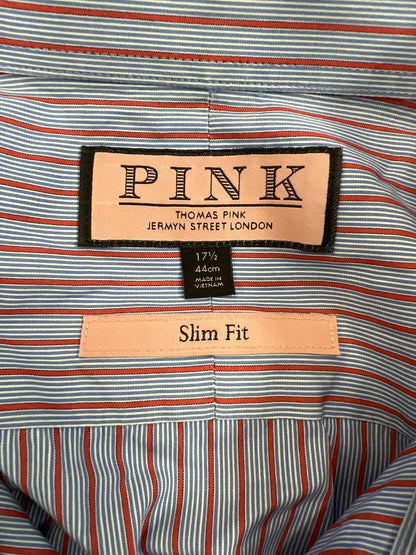 PINK
THOMAS PINK
JERMYN STREET LONDON
17½
44cm
MADE IN
VIETNAM
Slim Fit